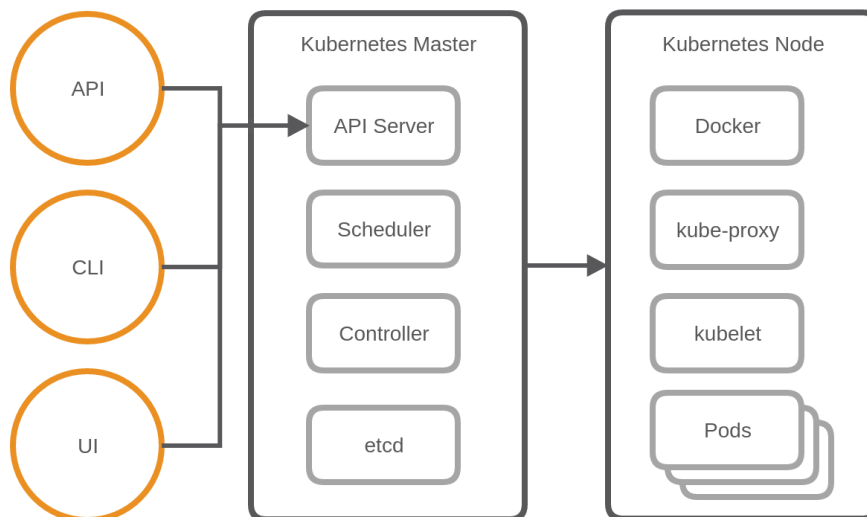 API
CLI
UI
Kubernetes Master
API Server
Scheduler
Controller
etcd
Kubernetes Node
Docker
kube-proxy
kubelet
Pods